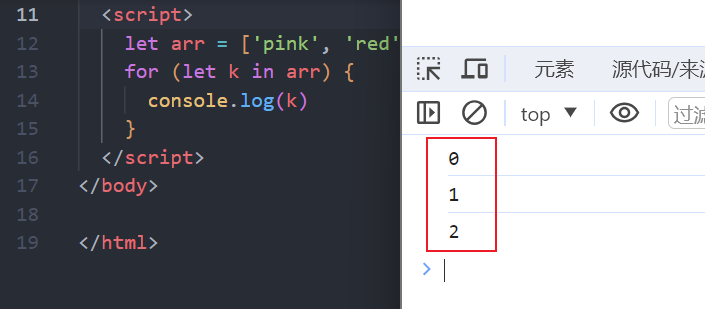 11 <script>
12 let arr = ['pink', 'red'
13 for (let k in arr) {
14 console.log(k)
15 }
16 </script>
17 </body>
18
19 </html>
元素 源代码/来
top 过滤
0
1
2
>